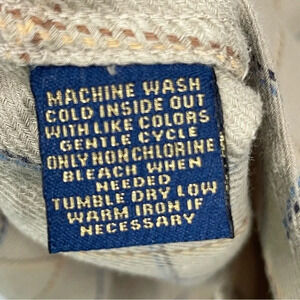 MACHINE WASH
COLD INSIDE OUT
WITH LIKE COLORS
GENTLE CYCLE
ONLY NON CHLORINE
BLEACH WHEN
NEEDED
TUMBLE DRY LOW
WARM IRON IF
NECESSARY